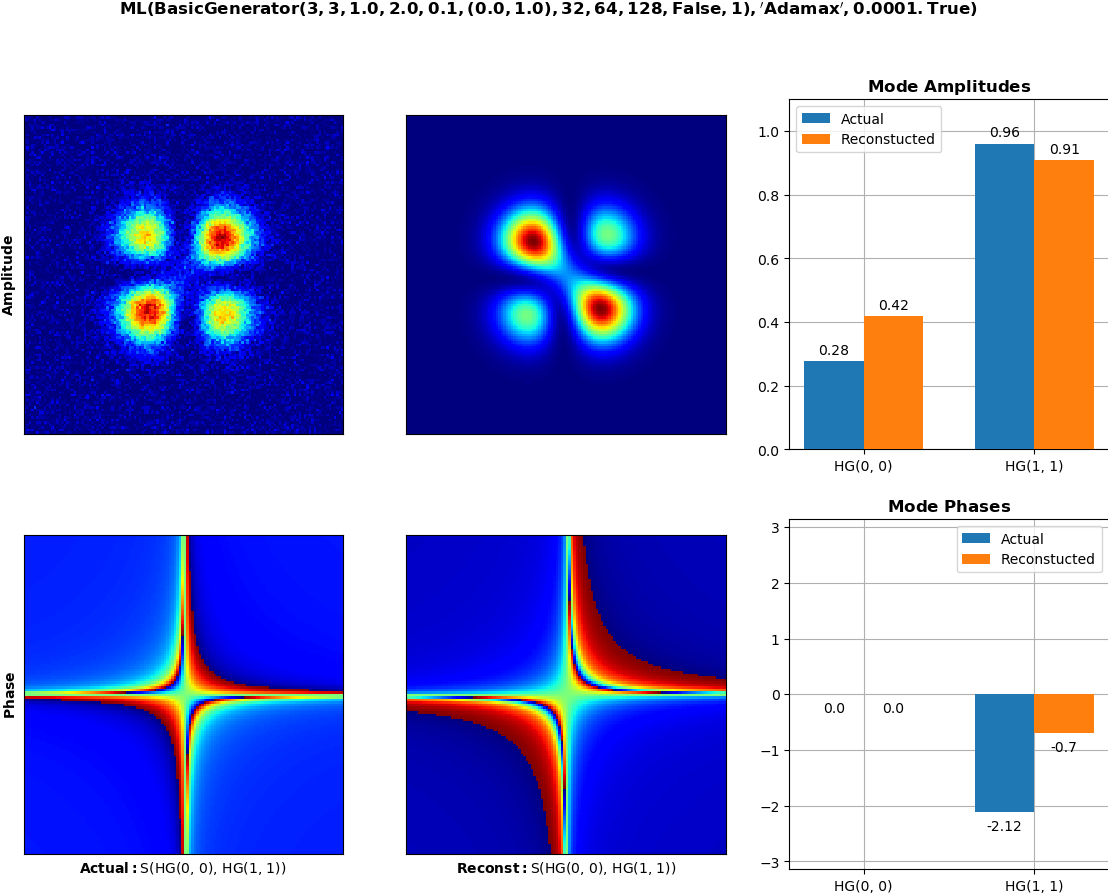 ML(BasicGenerator(3, 3, 1.0, 2.0, 0.1, (0.0, 1.0), 32, 64, 128, False, 1), ′Adamax′, 0.0001. True)
Mode Amplitudes
Actual
Reconstucted
1.0
0.8
0.6
0.4
0.2
0.0
0.28
0.42
0.96
0.91
HG(0, 0)
HG(1, 1)
Amplitude
Mode Phases
Actual
Reconstucted
3
2
1
0
−1
−2
−3
0.0
0.0
-2.12
-0.7
HG(0, 0)
HG(1, 1)
Phase
Actual: S(HG(0, 0), HG(1, 1))
Reconst: S(HG(0, 0), HG(1, 1))